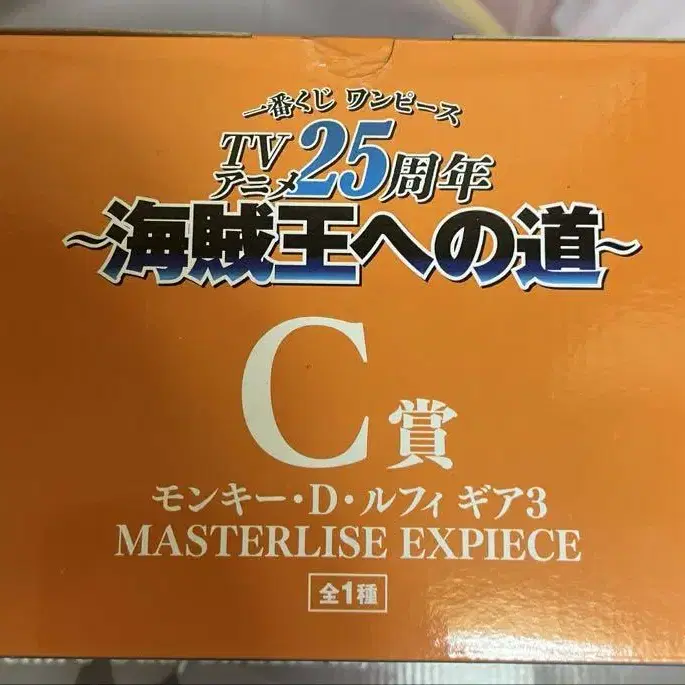 一番くじ ワンピース
TV
アニメ25周年
~海賊王への道~
C賞
モンキー・D・ルフィ ギア3
MASTERLISE EXPIECE
全1種